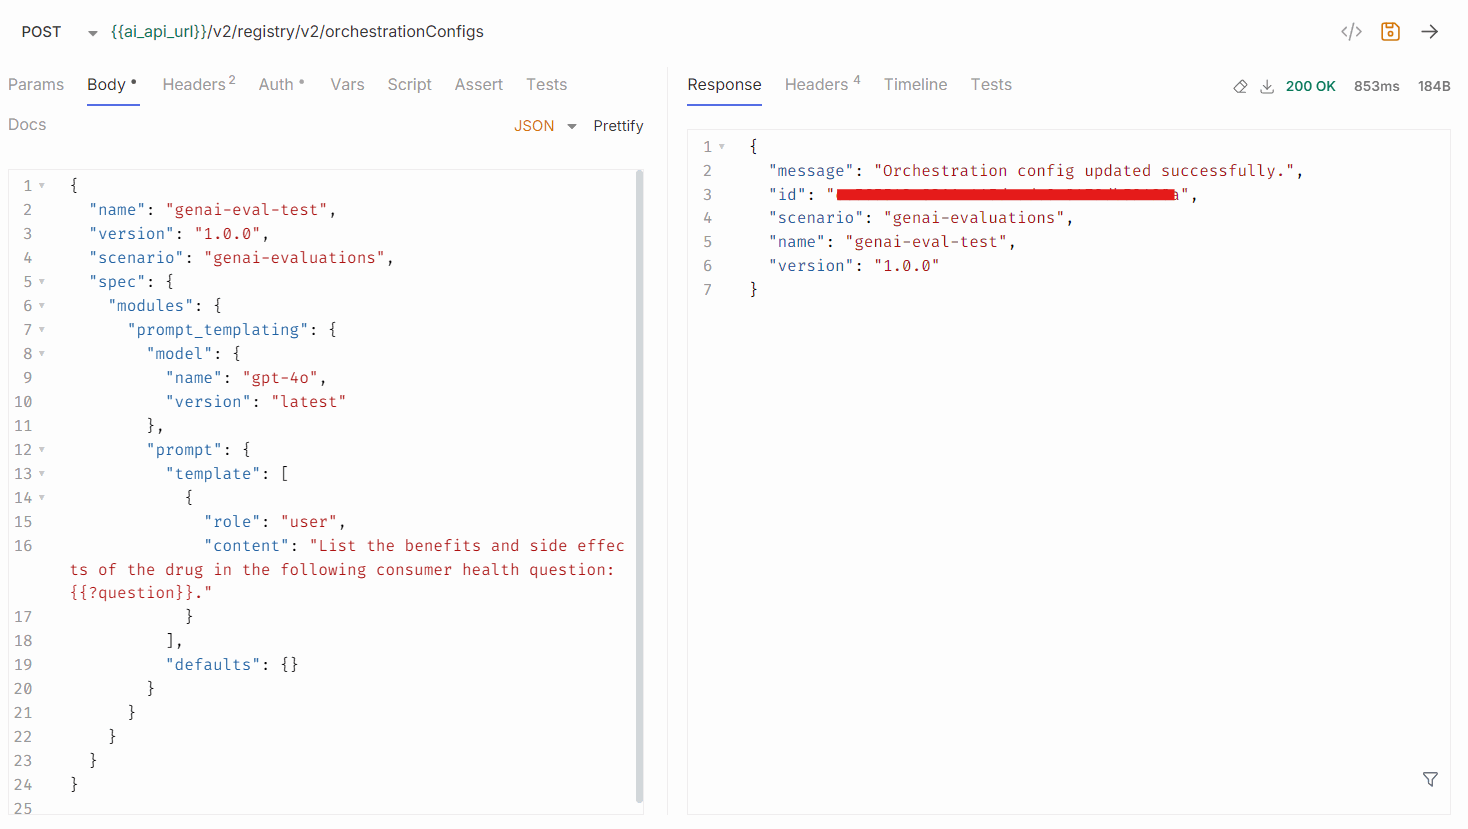 POST {{ai_api_url}}/v2/registry/v2/orchestrationConfigs
Params Body Headers 2 Auth Vars Script Assert Tests
Docs JSON Prettify
1 {
2 "name": "genai-eval-test",
3 "version": "1.0.0",
4 "scenario": "genai-evaluations",
5 "spec": {
6 "modules": {
7 "prompt_templating": {
8 "model": {
9 "name": "gpt-4o",
10 "version": "latest"
11 },
12 "prompt": {
13 "template": [
14 {
15 "role": "user",
16 "content": "List the benefits and side effec
ts of the drug in the following consumer health question:
{{?question}}."
17 }
18 ],
19 "defaults": {}
20 }
21 }
22 }
23 }
24 }
25
Response Headers 4 Timeline Tests 200 OK 853ms 184B
1 {
2 "message": "Orchestration config updated successfully.",
3 "id": "a",
4 "scenario": "genai-evaluations",
5 "name": "genai-eval-test",
6 "version": "1.0.0"
7 }